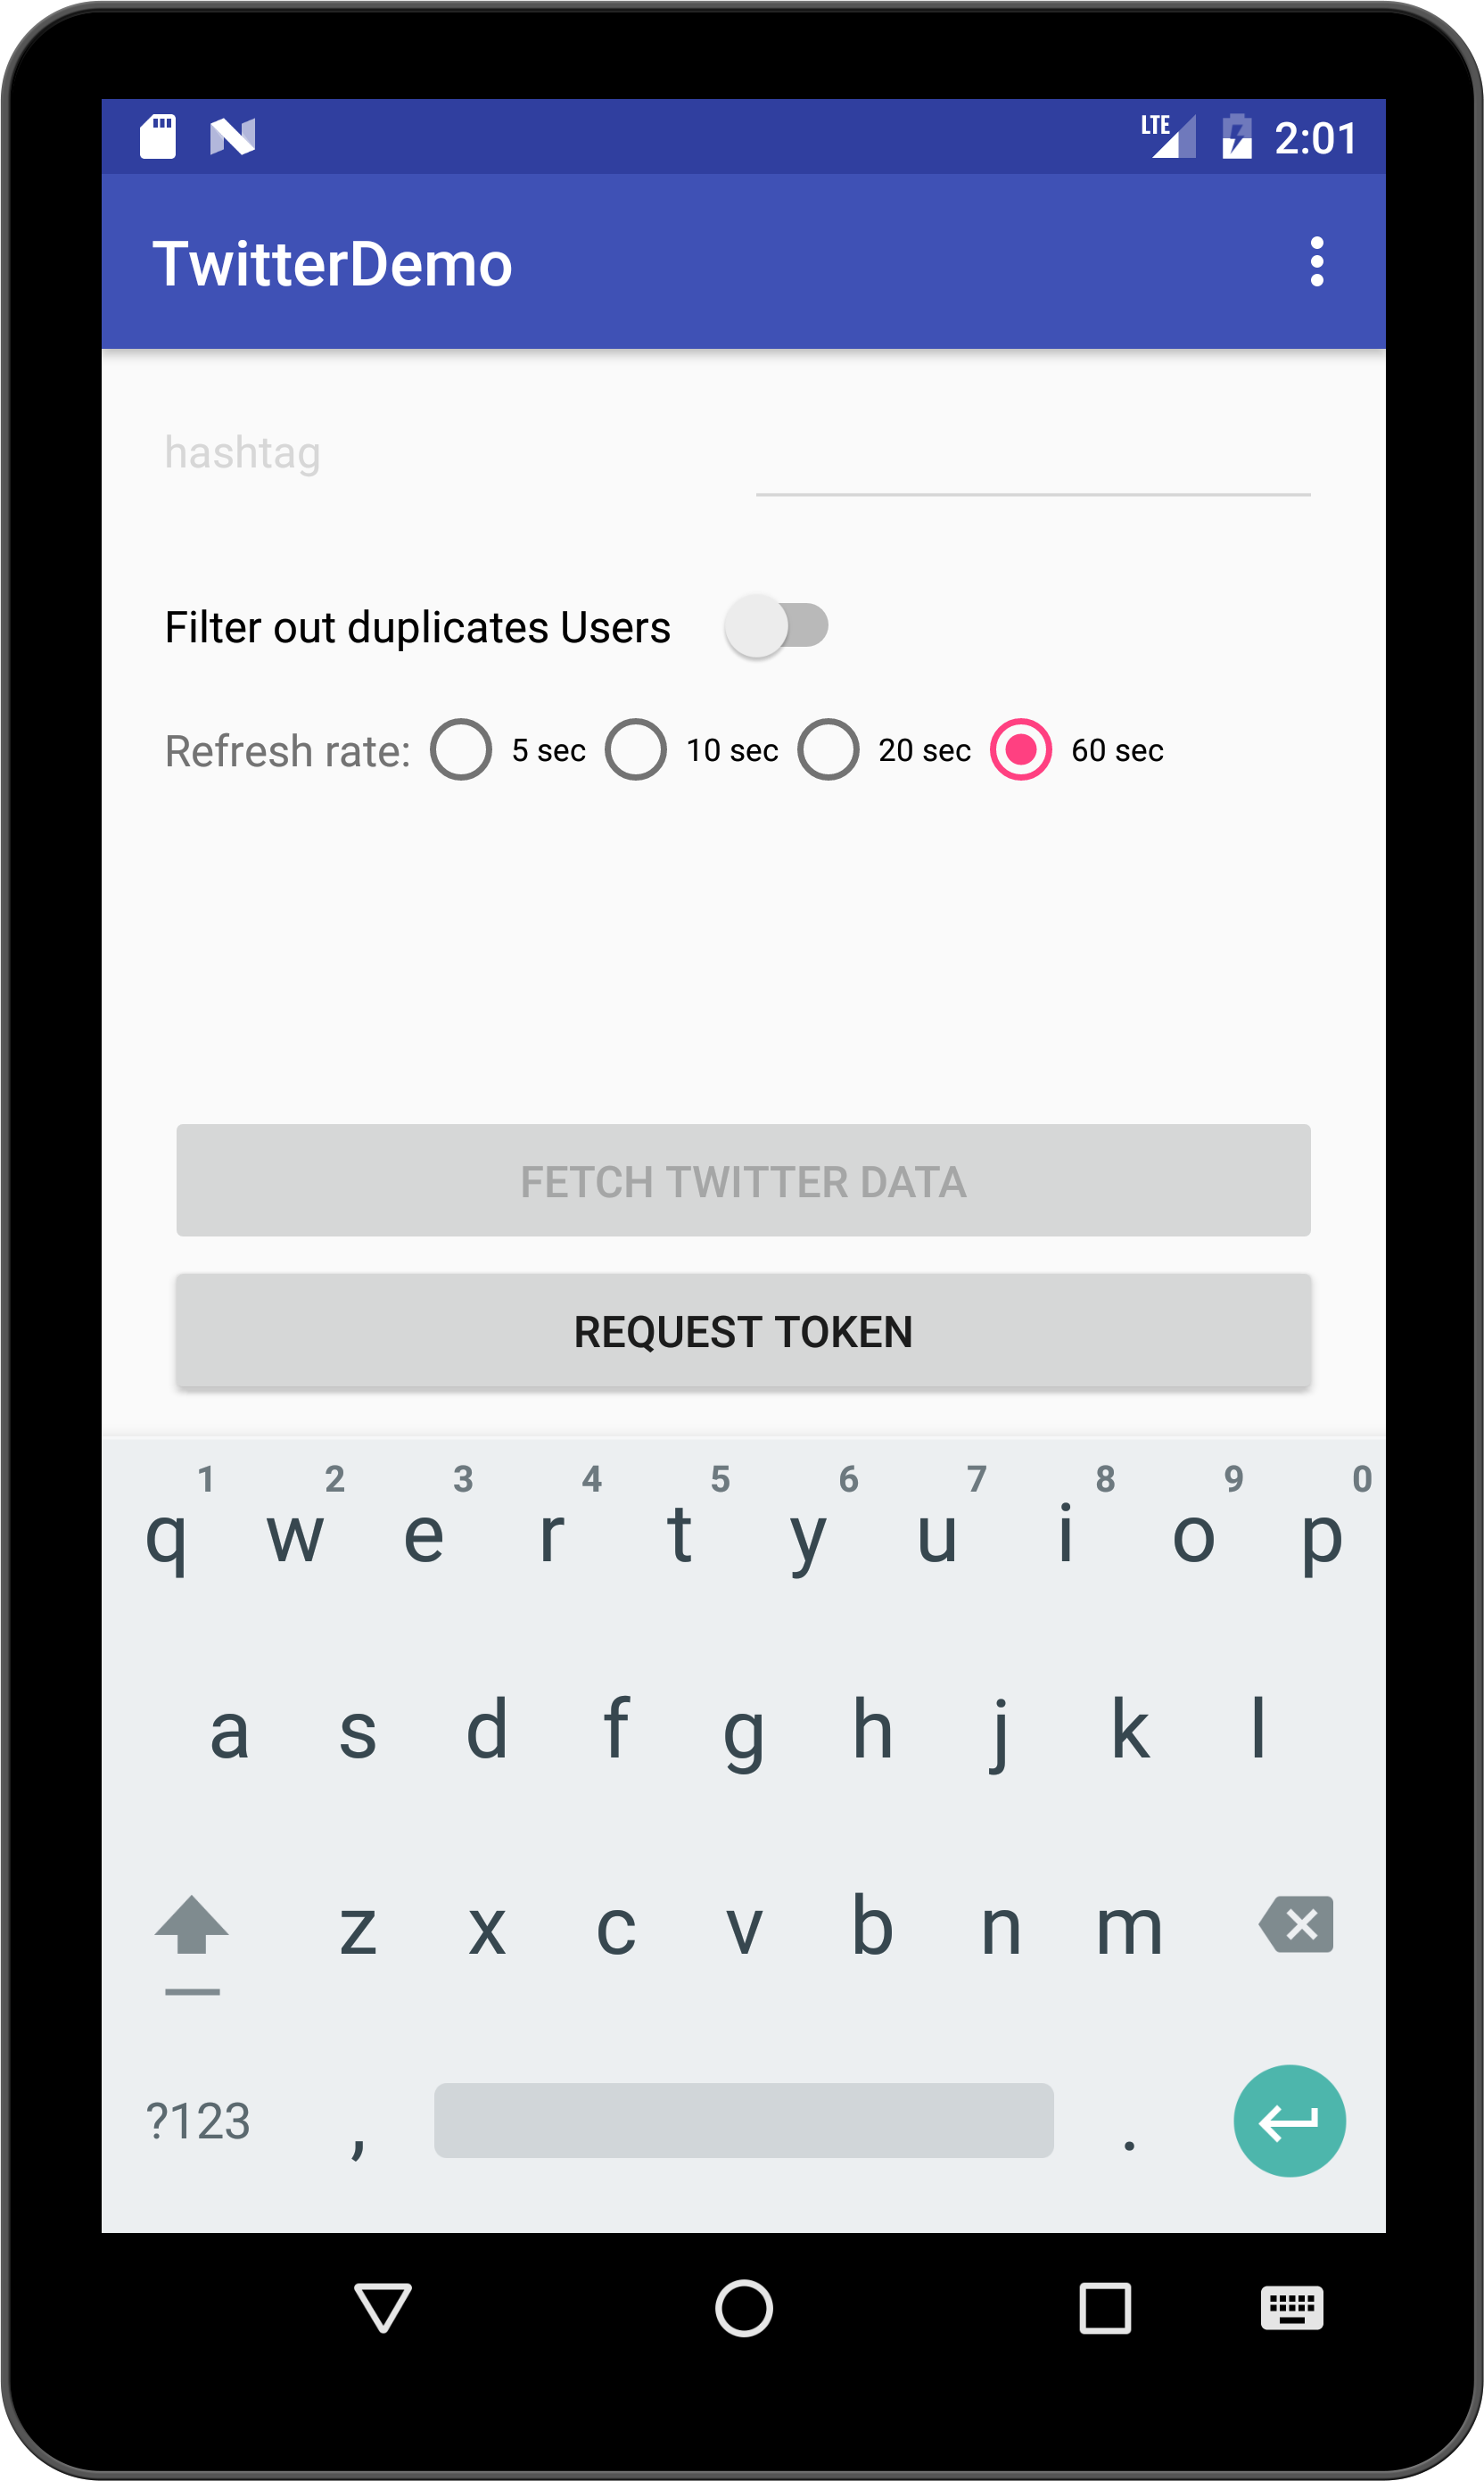 LTE 2:01
TwitterDemo
hashtag
Filter out duplicates Users
Refresh rate: 5 sec 10 sec 20 sec 60 sec
FETCH TWITTER DATA
REQUEST TOKEN
1 2 3 4 5 6 7 8 9 0
q w e r t y u i o p
a s d f g h j k l
z x c v b n m
?123 , .